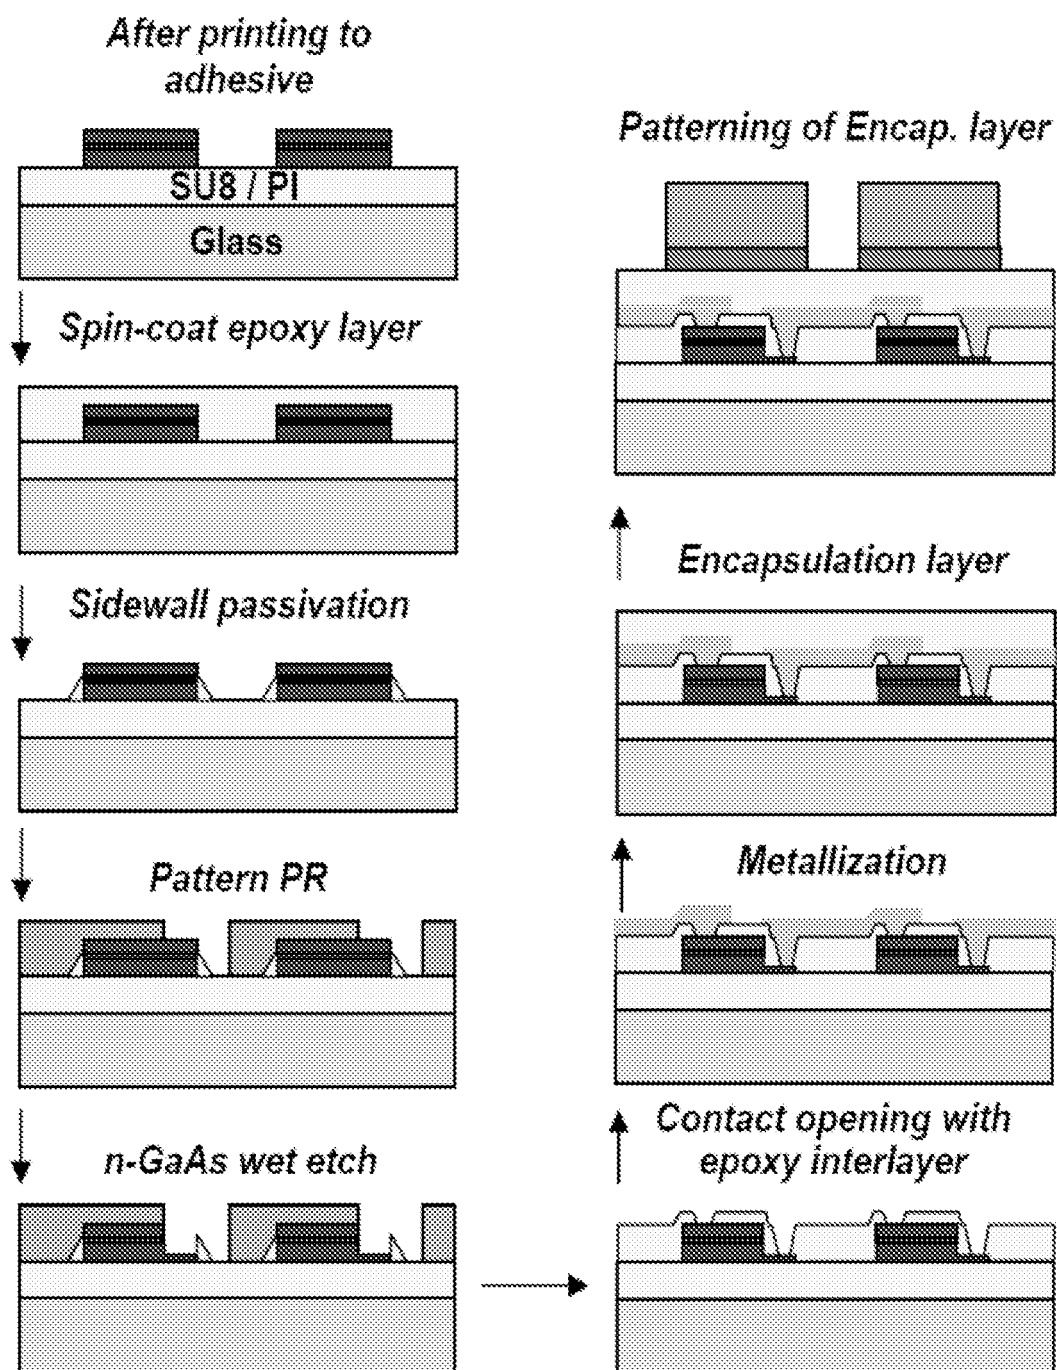 After printing to
adhesive
SU8 / PI
Glass
Spin-coat epoxy layer
Sidewall passivation
Pattern PR
n-GaAs wet etch
Contact opening with
epoxy interlayer
Metallization
Encapsulation layer
Patterning of Encap. layer